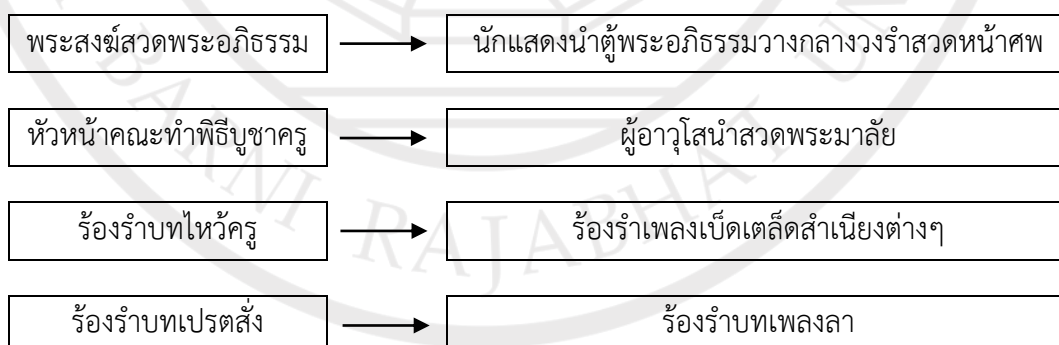 พระสงฆ์สวดพระอภิธรรม
นักแสดงนำตู้พระอภิธรรมวางกลางวงรำสวดหน้าศพ
หัวหน้าคณะทำพิธีบูชาครู
ผู้อาวุโสนำสวดพระมาลัย
ร้องรำบทไหว้ครู
ร้องรำเพลงเบ็ดเตล็ดสำเนียงต่างๆ
ร้องรำบทเปรตสั่ง
ร้องรำบทเพลงลา
BARNI RAJABHAT UN